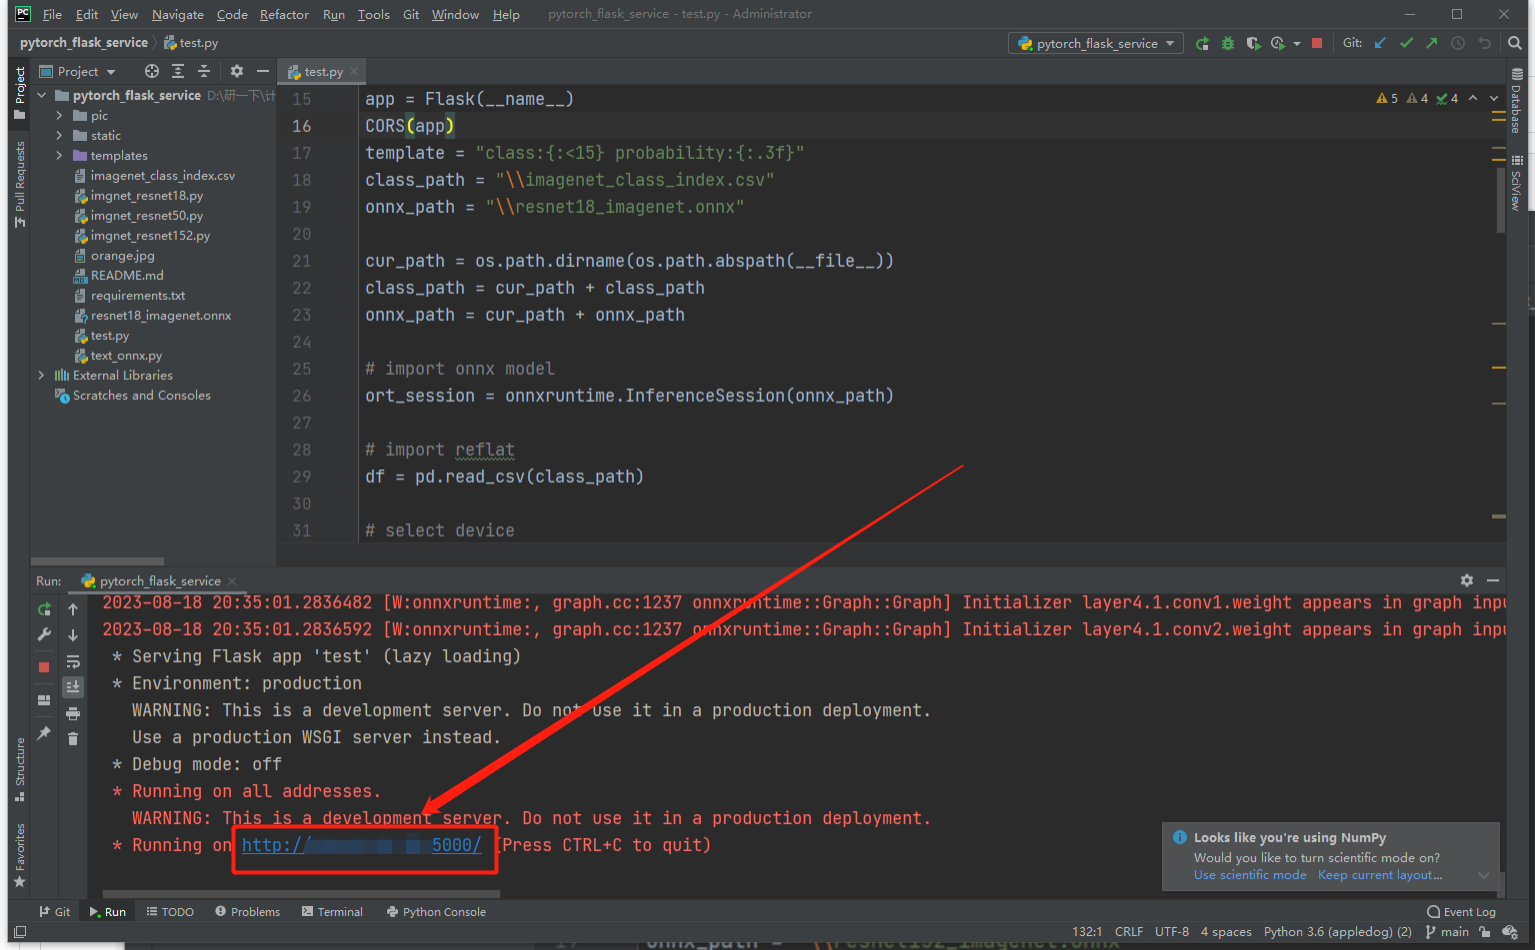 File Edit View Navigate Code Refactor Run Tools Git Window Help pytorch_flask_service - test.py - Administrator
pytorch_flask_service test.py
pytorch_flask_service
Git:
Project
test.py
Project
Pull Requests
Structure
Favorites
Database
SciView
pytorch_flask_service D:\研一下\计
pic
static
templates
imagenet_class_index.csv
imgnet_resnet18.py
imgnet_resnet50.py
imgnet_resnet152.py
orange.jpg
README.md
requirements.txt
resnet18_imagenet.onnx
test.py
text_onnx.py
External Libraries
Scratches and Consoles
5 4 4
15 app = Flask(__name__)
16 CORS(app)
17 template = "class:{:<15} probability:{:.3f}"
18 class_path = "\\imagenet_class_index.csv"
19 onnx_path = "\\resnet18_imagenet.onnx"
20
21 cur_path = os.path.dirname(os.path.abspath(__file__))
22 class_path = cur_path + class_path
23 onnx_path = cur_path + onnx_path
24
25 # import onnx model
26 ort_session = onnxruntime.InferenceSession(onnx_path)
27
28 # import reflat
29 df = pd.read_csv(class_path)
30
31 # select device
Run: pytorch_flask_service
2023-08-18 20:35:01.2836482 [W:onnxruntime:, graph.cc:1237 onnxruntime::Graph::Graph] Initializer layer4.1.conv1.weight appears in graph inpu
2023-08-18 20:35:01.2836592 [W:onnxruntime:, graph.cc:1237 onnxruntime::Graph::Graph] Initializer layer4.1.conv2.weight appears in graph inpu
* Serving Flask app 'test' (lazy loading)
* Environment: production
WARNING: This is a development server. Do not use it in a production deployment.
Use a production WSGI server instead.
* Debug mode: off
* Running on all addresses.
WARNING: This is a development server. Do not use it in a production deployment.
* Running on http:/ 5000/ (Press CTRL+C to quit)
Looks like you're using NumPy
Would you like to turn scientific mode on?
Use scientific mode Keep current layout...
Git Run TODO Problems Terminal Python Console Event Log
132:1 CRLF UTF-8 4 spaces Python 3.6 (appledog) (2) main